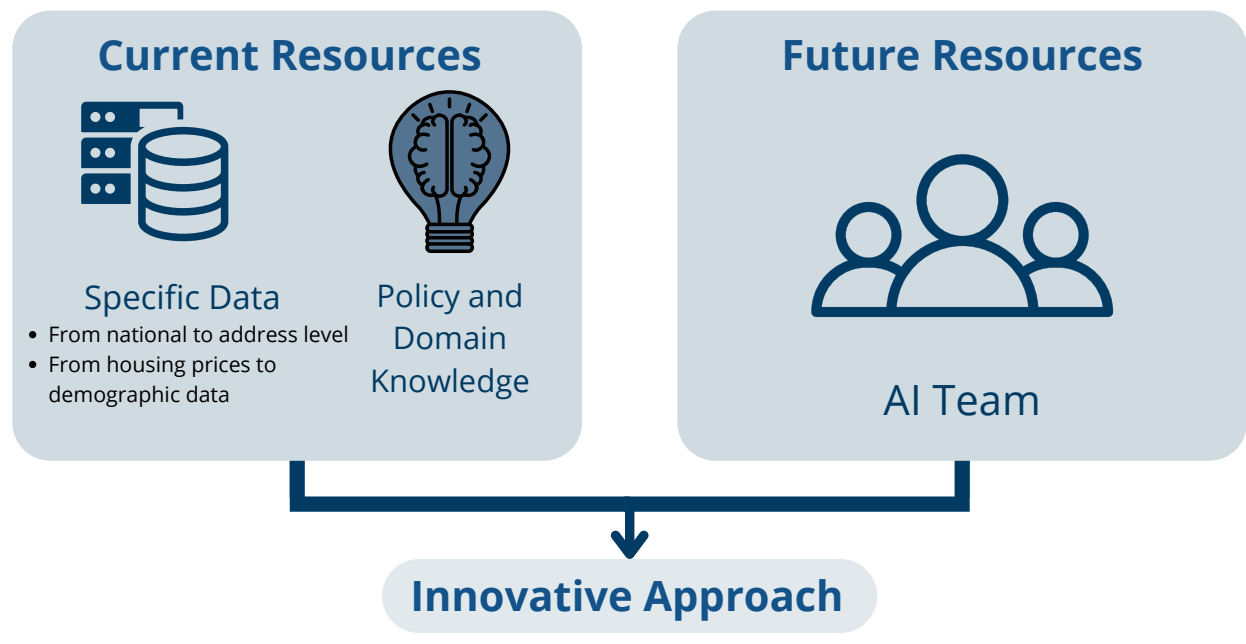 Current Resources
Specific Data
• From national to address level
• From housing prices to
demographic data
Policy and
Domain
Knowledge
Future Resources
AI Team
Innovative Approach